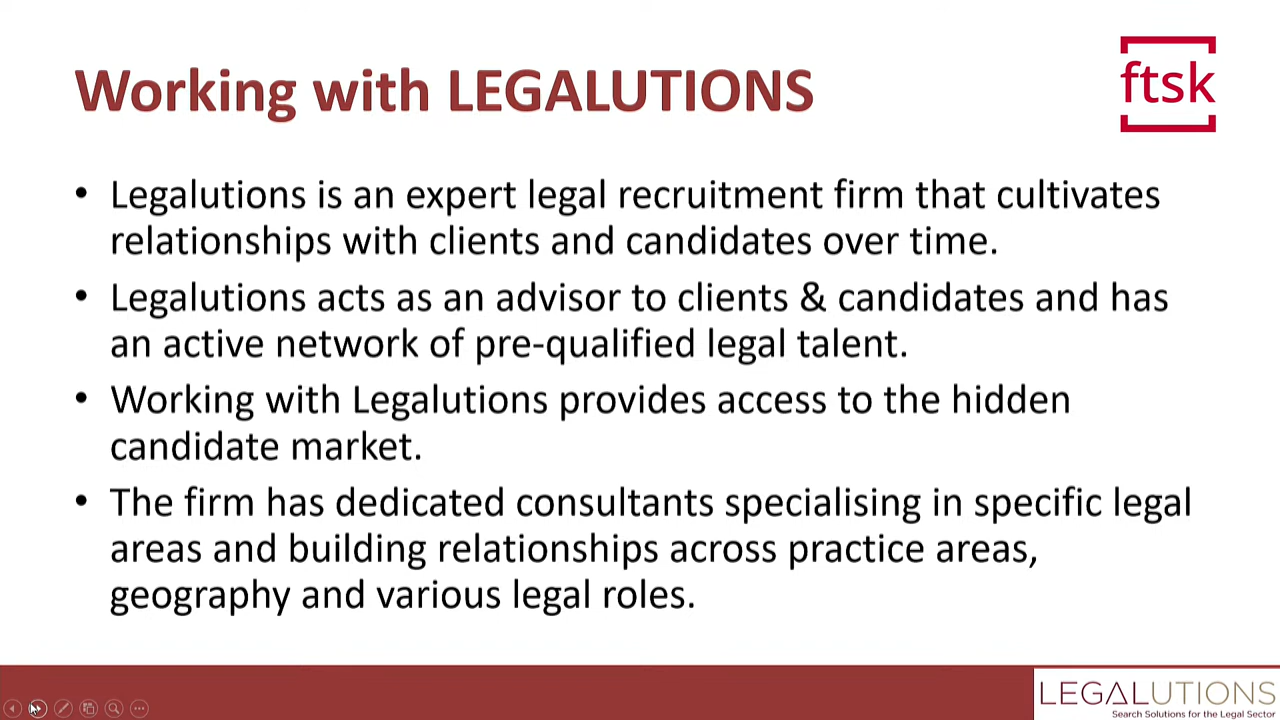 Working with LEGALUTIONS
ftsk
• Legalutions is an expert legal recruitment firm that cultivates
relationships with clients and candidates over time.
• Legalutions acts as an advisor to clients & candidates and has
an active network of pre-qualified legal talent.
• Working with Legalutions provides access to the hidden
candidate market.
• The firm has dedicated consultants specialising in specific legal
areas and building relationships across practice areas,
geography and various legal roles.
LEGALUTIONS
Search Solutions for the Legal Sector